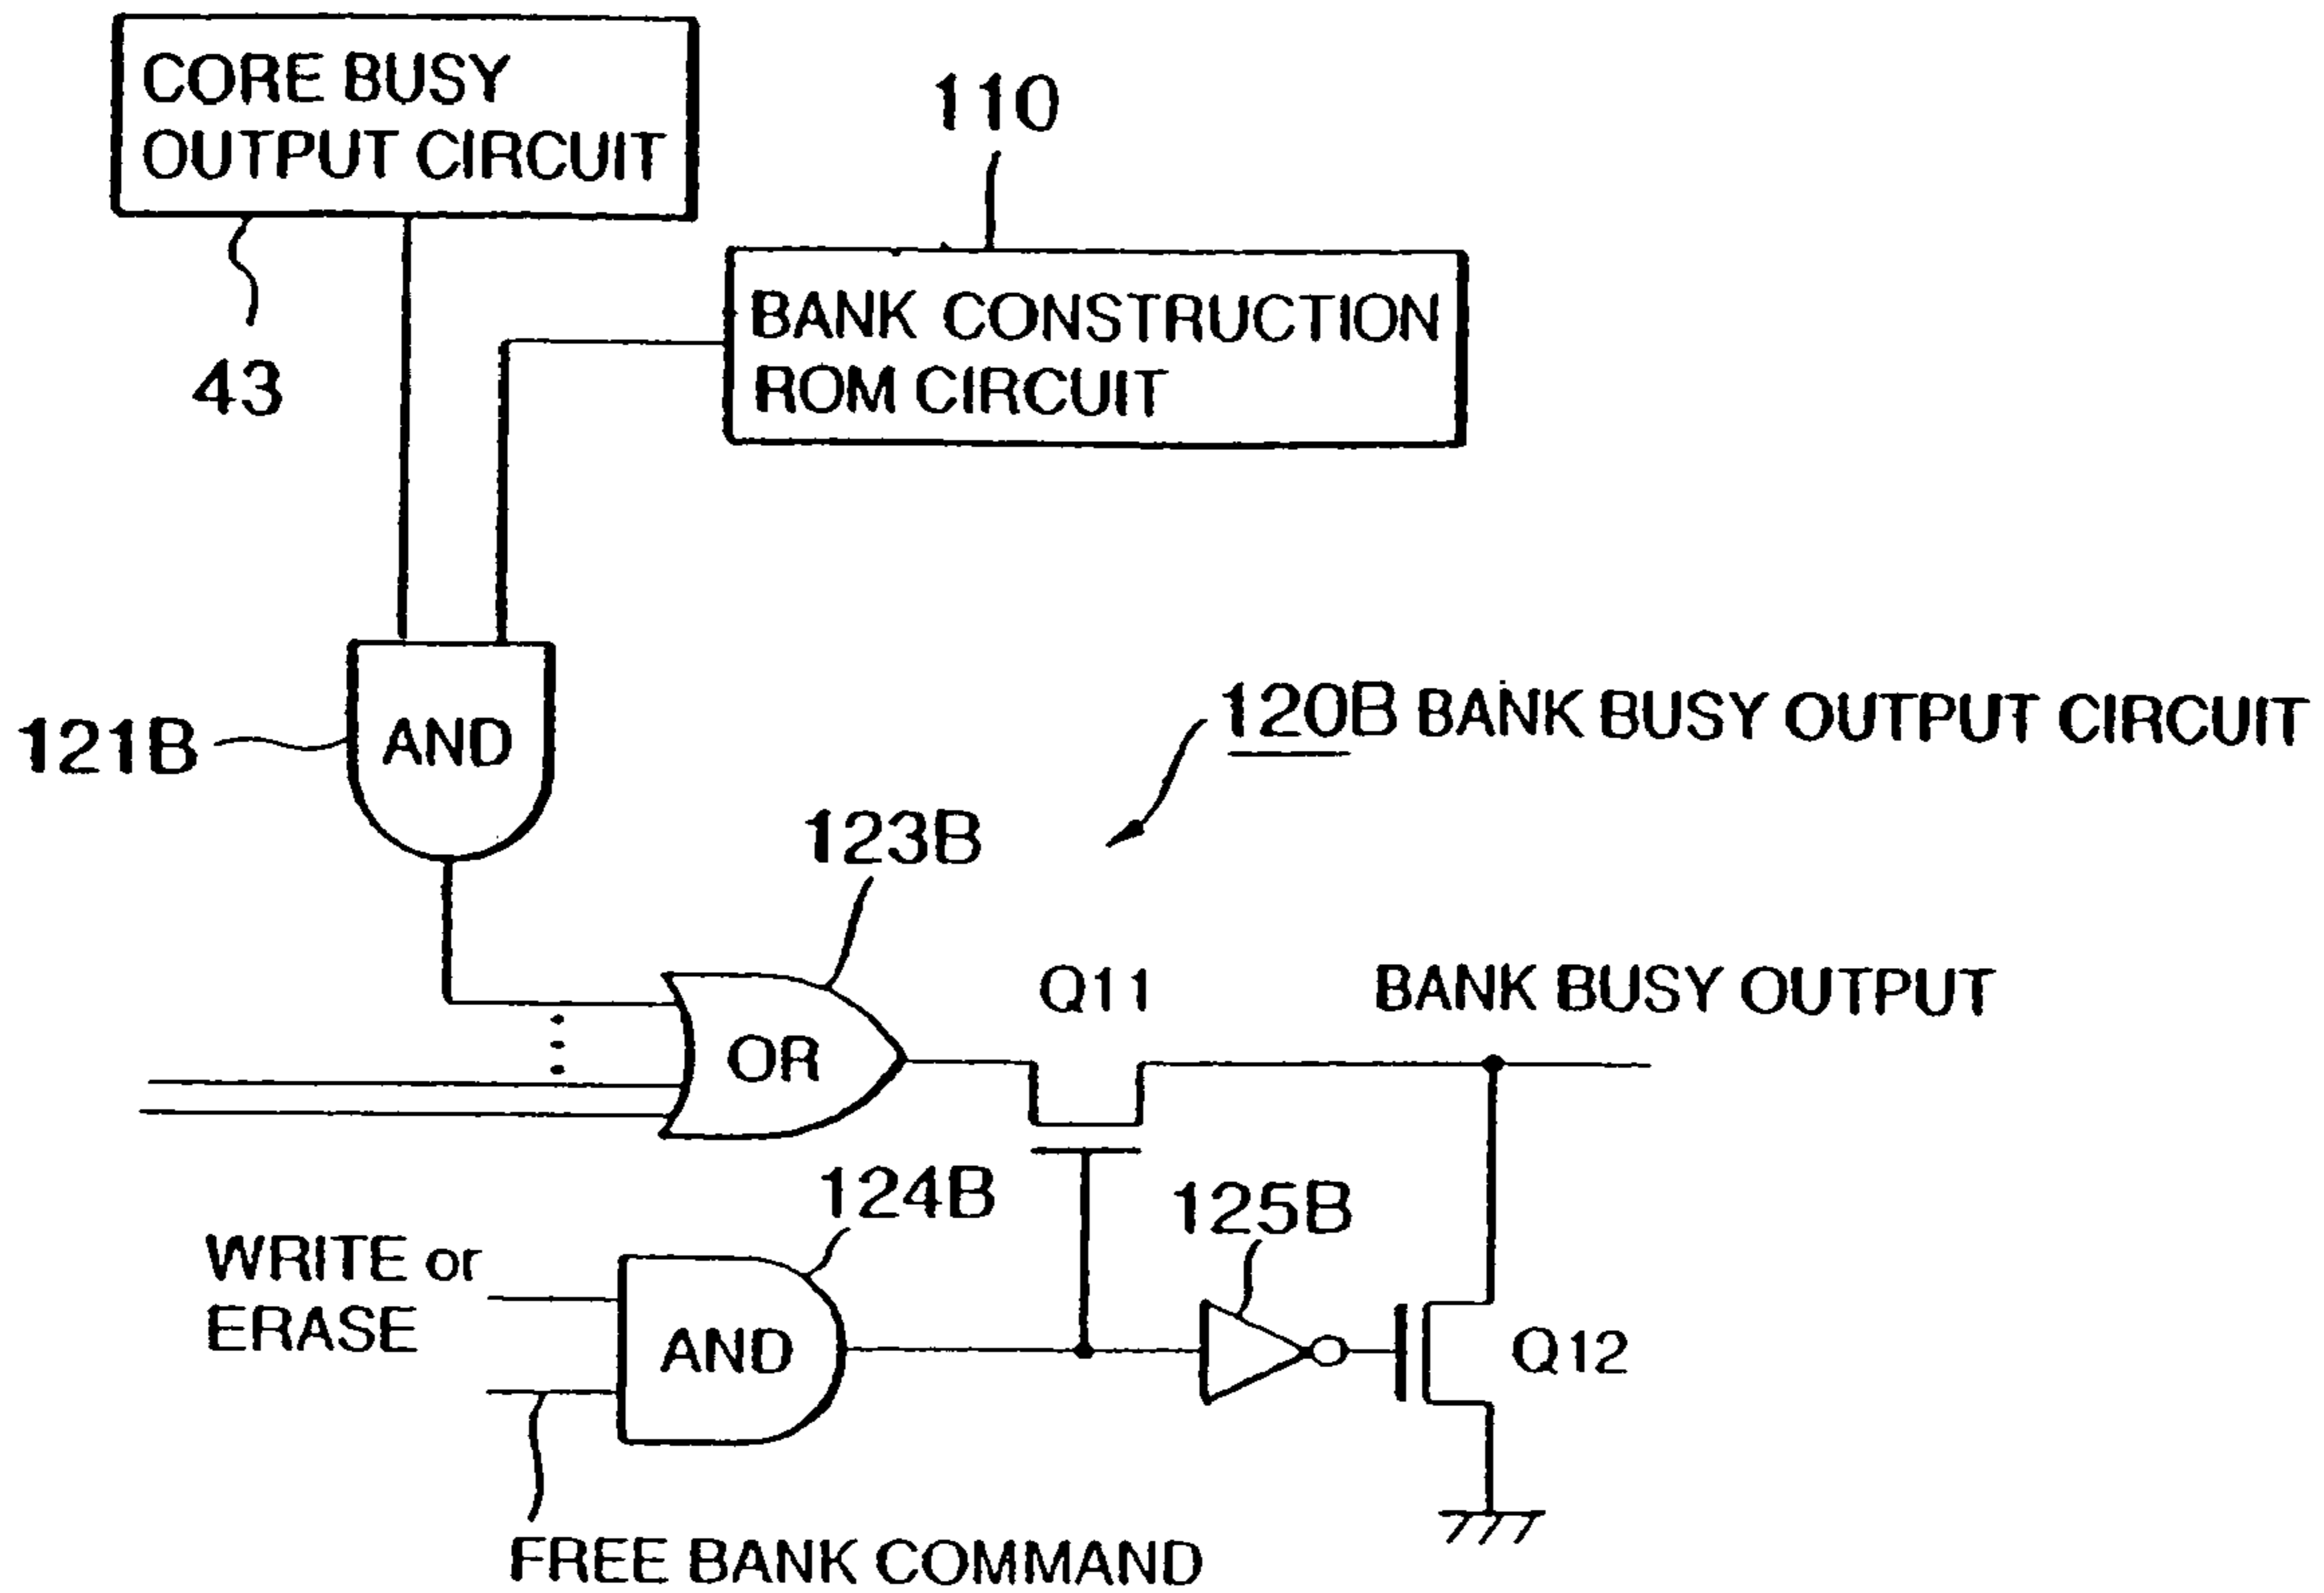 CORE BUSY
OUTPUT CIRCUIT
110
BANK CONSTRUCTION
ROM CIRCUIT
43
121B
AND
120B BANK BUSY OUTPUT CIRCUIT
123B
OR
Q11
BANK BUSY OUTPUT
124B
125B
WRITE or
ERASE
AND
Q12
FREE BANK COMMAND